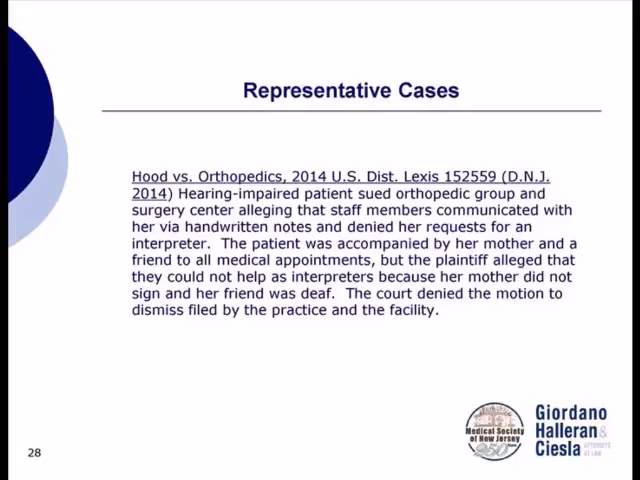 Representative Cases
Hood vs. Orthopedics, 2014 U.S. Dist. Lexis 152559 (D.N.J.
2014) Hearing-impaired patient sued orthopedic group and
surgery center alleging that staff members communicated with
her via handwritten notes and denied her requests for an
interpreter.  The patient was accompanied by her mother and a
friend to all medical appointments, but the plaintiff alleged that
they could not help as interpreters because her mother did not
sign and her friend was deaf.  The court denied the motion to
dismiss filed by the practice and the facility.
28
Medical Society
of New Jersey
250
Giordano
Halleran &
Ciesla
ATTORNEYS
AT LAW